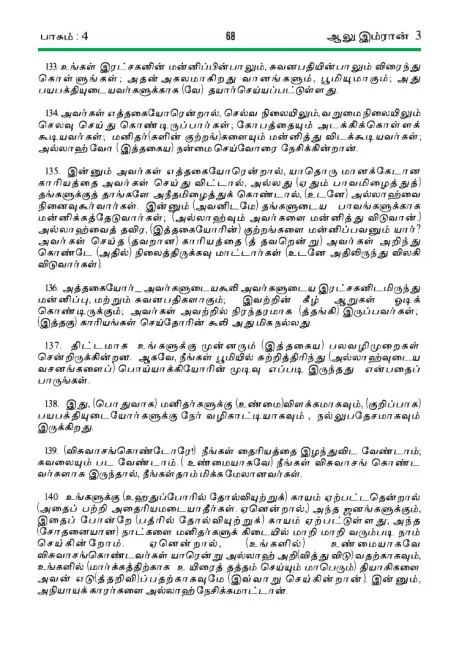 பாகம் : 4 68 ஆலு இம்ரான் 3
133. உங்கள் இரட்சகனின் மன்னிப்பின்பாலும், சுவனபதியின்பாலும் விரைந்து
கொள்ளுங்கள்; அதன் அகலமாகிறது வானங்களும், பூமியுமாகும்; அது
பயபக்தியுடையவர்களுக்காக (வே) தயார்செய்யப்பட்டுள்ளது.
134. அவர்கள் எத்தகையோரென்றால், செல்வ நிலையிலும், வறுமை நிலையிலும்
செலவு செய்து கொண்டிருப்பார்கள்; கோபத்தையும் அடக்கிக்கொள்ளக்
கூடியவர்கள்; மனிதர்(களின் குற்றங்)களையும் மன்னித்து விடக்கூடியவர்கள்;
அல்லாஹ்வோ (இத்தகைய) நன்மை செய்வோரை நேசிக்கின்றான்.
135. இன்னும் அவர்கள் எத்தகையோரென்றால், யாதொரு மானக்கேடான
காரியத்தை அவர்கள் செய்து விட்டால், அல்லது (ஏதும் பாவமிழைத்துத்)
தங்களுக்குத் தாங்களே அநீதமிழைத்துக் கொண்டால், (உடனே) அல்லாஹ்வை
நினைவுகூர்வார்கள். இன்னும் (அவனிடமே) தங்களுடைய பாவங்களுக்காக
மன்னிக்கத்தேடுவார்கள்; (அல்லாஹ்வும் அவர்களை மன்னித்து விடுவான்.)
அல்லாஹ்வைத் தவிர, (இத்தகையோரின்) குற்றங்களை மன்னிப்பவனும் யார்?
அவர்கள் செய்த (தவறான) காரியத்தை (த் தவறென்று) அவர்கள் அறிந்து
கொண்டே (அதில்) நிலைத்திருக்கவு மாட்டார்கள் (உடனே அதிலிருந்து விலகி
விடுவார்கள்).
136. அத்தகையோர் _ அவர்களுடையகூலி அவர்களுடைய இரட்சகனிடமிருந்து
மன்னிப்பு, மற்றும் சுவனபதிகளாகும்; இவற்றின் கீழ் ஆறுகள் ஓடிக்
கொண்டிருக்கும்; அவர்கள் அவற்றில் நிரந்தரமாக (த்தங்கி) இருப்பவர்கள்;
(இத்தகு) காரியங்கள் செய்தோரின் கூலி அது மிக நல்லது.
137. திட்டமாக உங்களுக்கு முன்னரும் (இத்தகைய) பலவழிமுறைகள்
சென்றிருக்கின்றன. ஆகவே, நீங்கள் பூமியில் சுற்றித்திரிந்து (அல்லாஹ்வுடைய
வசனங்களைப்) பொய்யாக்கியோரின் முடிவு எப்படி இருந்தது என்பதைப்
பாருங்கள்.
138. இது, (பொதுவாக) மனிதர்களுக்கு (உண்மை)விளக்கமாகவும், (குறிப்பாக)
பயபக்தியுடையோர்களுக்கு நேர் வழிகாட்டியாகவும் , நல்லுபதேசமாகவும்
இருக்கிறது.
139. (விசுவாசங்கொண்டோரே!) நீங்கள் தைரியத்தை இழந்துவிட வேண்டாம்;
கவலையும் பட வேண்டாம். ( உண்மையாகவே) நீங்கள் விசுவாசங் கொண்ட
வர்களாக இருந்தால், நீங்கள்தாம் மிக்கமேலானவர்கள்.
140. உங்களுக்கு (உஹதுப்போரில் தோல்வியுற்றுக்) காயம் ஏற்பட்டதென்றால்
(அதைப் பற்றி அதைரியமடையாதீர்கள். ஏனென்றால்,) அந்த ஜனங்களுக்கும்,
இதைப் போன்றே (பத்ரில் தோல்வியுற்றுக்) காயம் ஏற்பட்டுள்ளது; அந்த
(சோதனையான) நாட்களை மனிதர்களுக் கிடையில் மாறி மாறி வரும்படி நாம்
செய்கின்றோம். ஏனென்றால், (உங்களில்) உண்மையாகவே
விசுவாசங்கொண்டவர்கள் யாரென்று அல்லாஹ் அறிவித்து விடு)வதற்காகவும்,
உங்களில் (மார்க்கத்திற்காக உயிரைத் தத்தம் செய்யும் மாபெரும்) தியாகிகளை
அவன் எடு(த்தறிவி)ப்பதற்காகவுமே (இவ்வாறு செய்கின்றான்). இன்னும்,
அநியாயக்காரர்களை அல்லாஹ் நேசிக்கமாட்டான்.